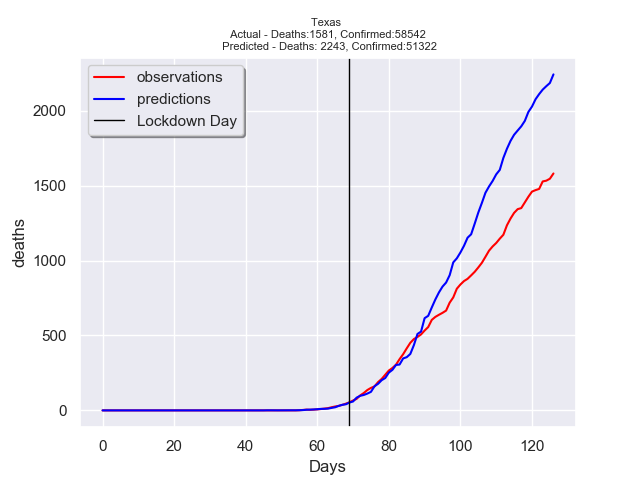 Texas
Actual - Deaths:1581, Confirmed:58542
Predicted - Deaths: 2243, Confirmed:51322
observations
predictions
Lockdown Day
2000
1500
1000
500
0
deaths
0 20 40 60 80 100 120
Days